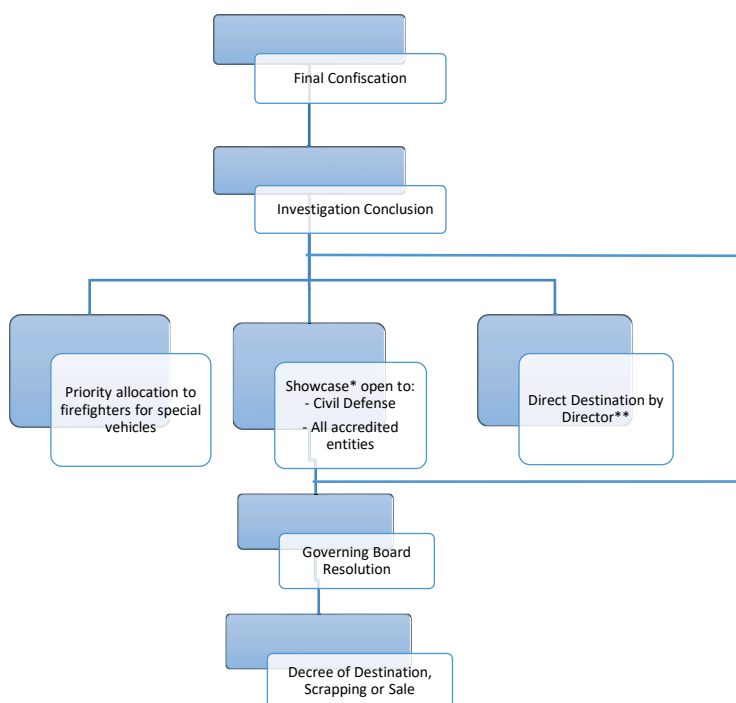 Final Confiscation
Investigation Conclusion
Priority allocation to
firefighters for special
vehicles
Showcase* open to:
- Civil Defense
- All accredited
entities
Direct Destination by
Director**
Governing Board
Resolution
Decree of Destination,
Scrapping or Sale